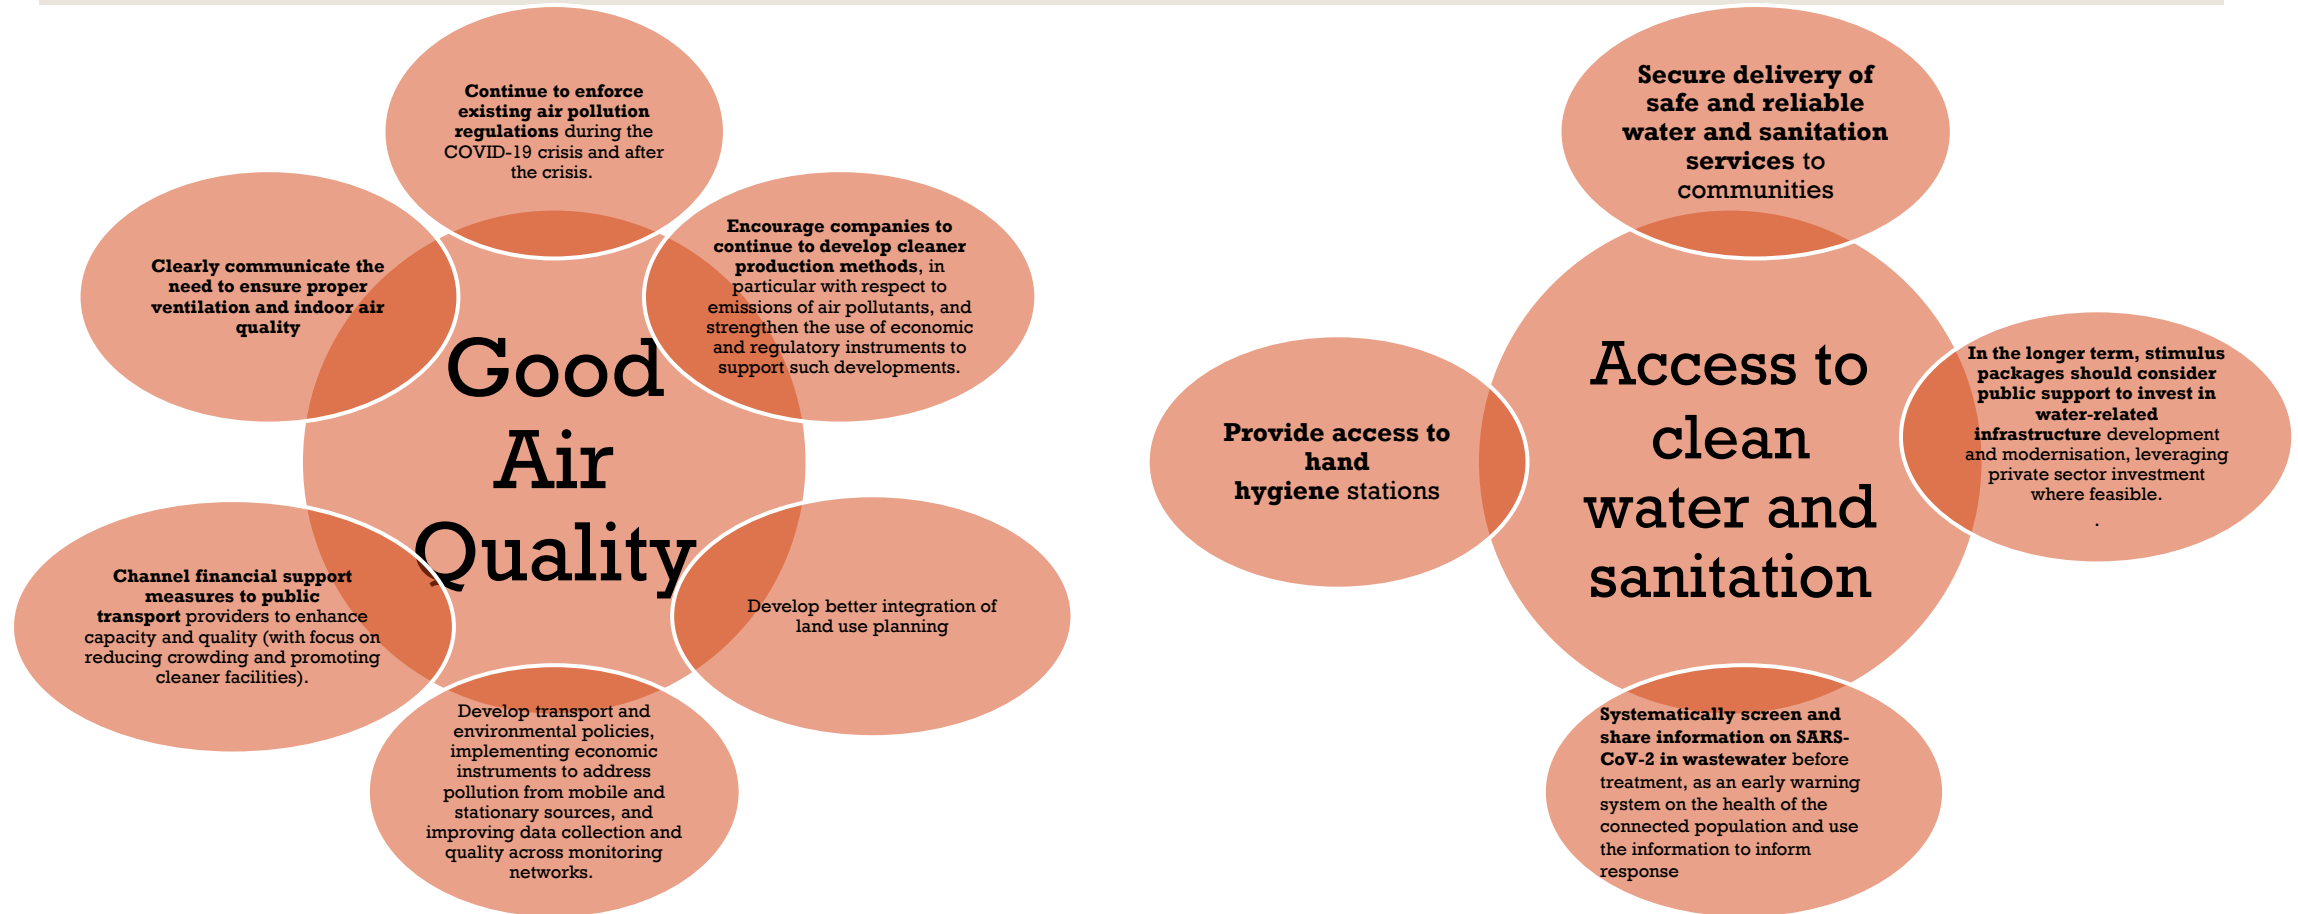 Continue to enforce
existing air pollution
regulations during the
COVID-19 crisis and after
the crisis.
Encourage companies to
continue to develop cleaner
production methods, in
particular with respect to
emissions of air pollutants, and
strengthen the use of economic
and regulatory instruments to
support such developments.
Clearly communicate the
need to ensure proper
ventilation and indoor air
quality
Good
Air
Quality
Channel financial support
measures to public
transport providers to enhance
capacity and quality (with focus on
reducing crowding and promoting
cleaner facilities).
Develop better integration of
land use planning
Develop transport and
environmental policies,
implementing economic
instruments to address
pollution from mobile and
stationary sources, and
improving data collection and
quality across monitoring
networks.
Secure delivery of
safe and reliable
water and sanitation
services to
communities
Provide access to
hand
hygiene stations
Access to
clean
water and
sanitation
In the longer term, stimulus
packages should consider
public support to invest in
water-related
infrastructure development
and modernisation, leveraging
private sector investment
where feasible.
.
Systematically screen and
share information on SARS-
CoV-2 in wastewater before
treatment, as an early warning
system on the health of the
connected population and use
the information to inform
response